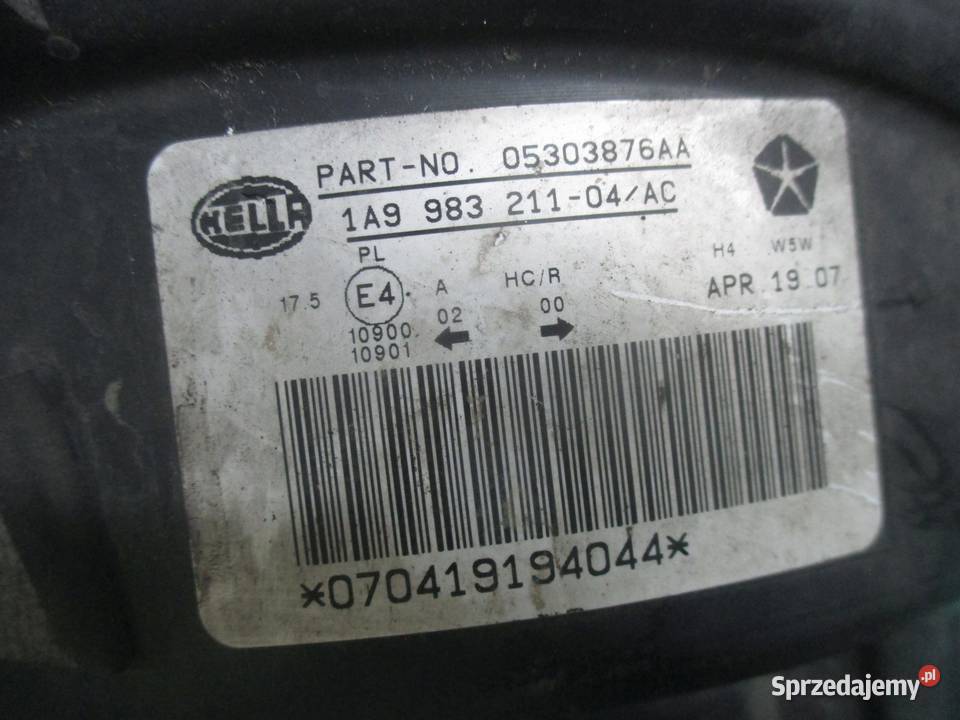 PART-NO. 05303876AA
HELLA
1A9 983 211-04/AC
PL
H4 W5W
17.5 E4 A HC/R APR 19 07
02 00
10900
10901
*070419194044*
Sprzedajemy.pl